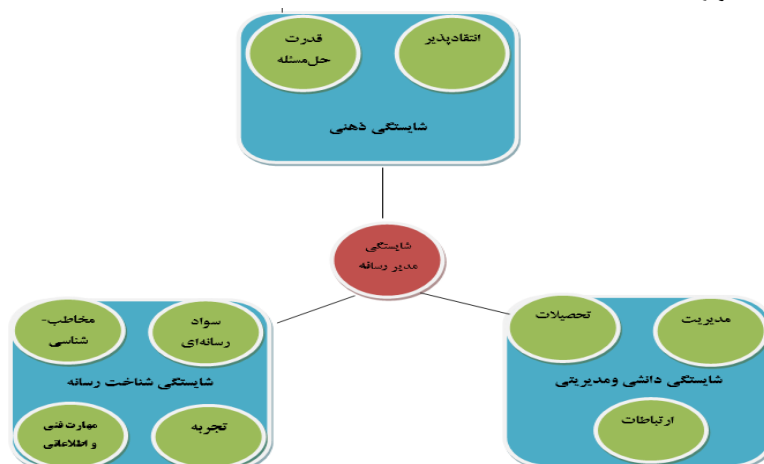 انتقادپذیر
قدرت
حل‌مسئله
شایستگی ذهنی
شایستگی
مدیر رسانه
مدیریت
تحصیلات
شایستگی دانشی ومدیریتی
ارتباطات
سواد
رسانه‌ای
مخاطب-
شناسی
شایستگی شناخت رسانه
تجربه
مهارت فنی
و اطلاعاتی